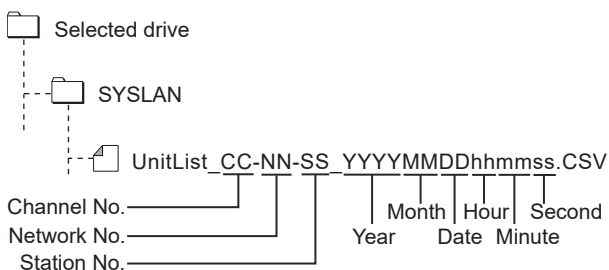 Selected drive
SYSLAN
UnitList_CC-NN-SS_YYYYMMDDhhmmss.CSV
Channel No.
Network No.
Station No.
Month Hour Second
Year Date Minute